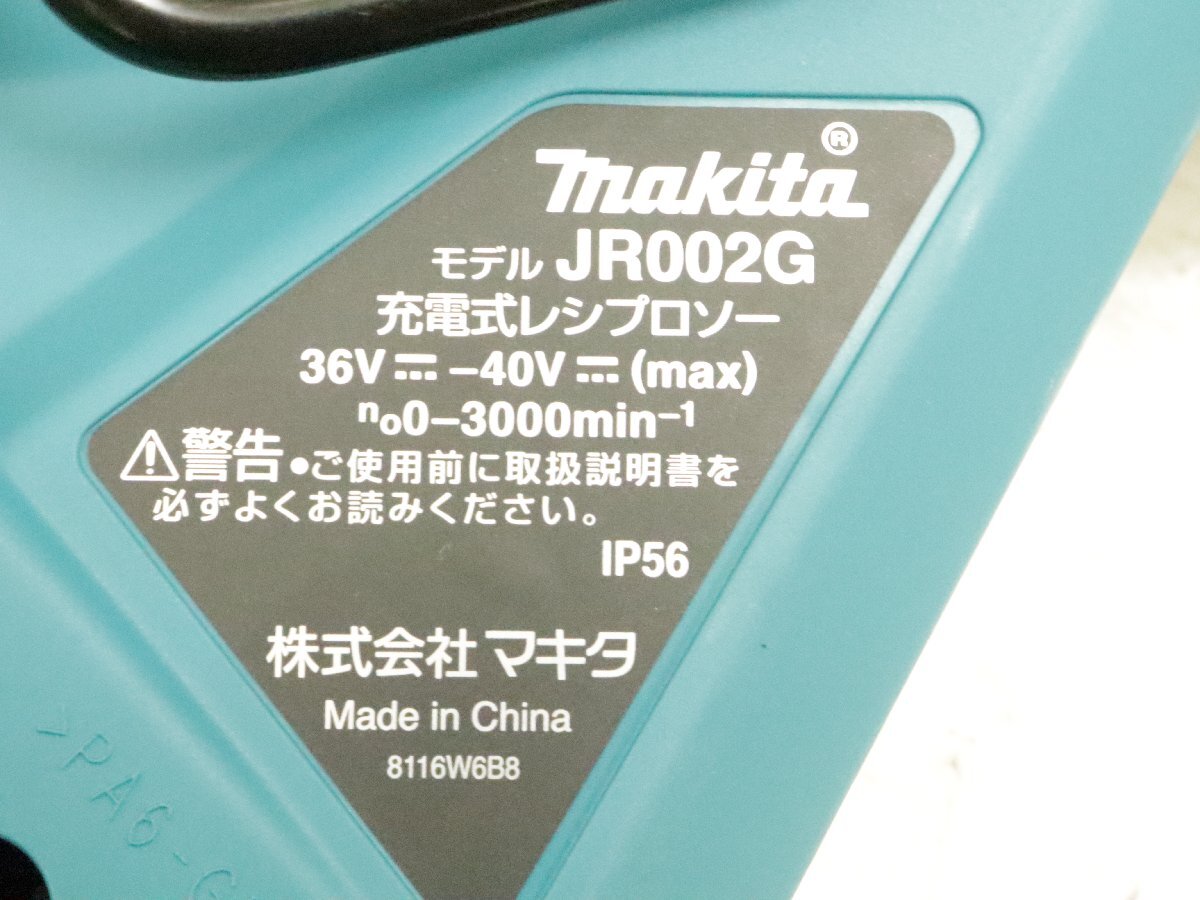 makita®
モデル JR002G
充電式レシプロソー
36V⎓-40V⎓(max)
n₀0-3000min⁻¹
⚠警告 ●ご使用前に取扱説明書を
必ずよくお読みください。
IP56
株式会社マキタ
Made in China
8116W6B8
>PA6-G